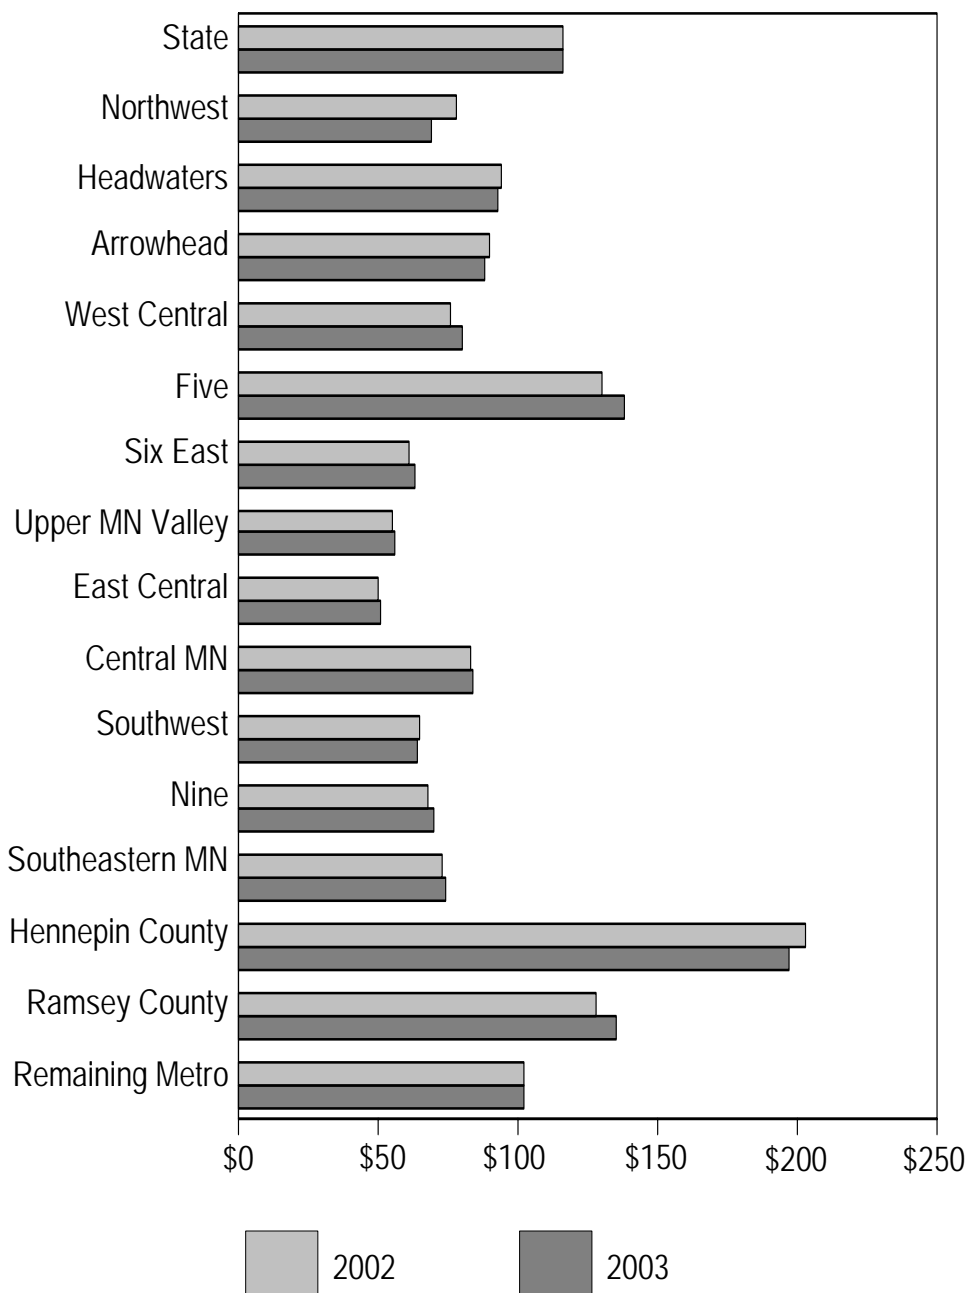 State
Northwest
Headwaters
Arrowhead
West Central
Five
Six East
Upper MN Valley
East Central
Central MN
Southwest
Nine
Southeastern MN
Hennepin County
Ramsey County
Remaining Metro
$0 $50 $100 $150 $200 $250
2002 2003